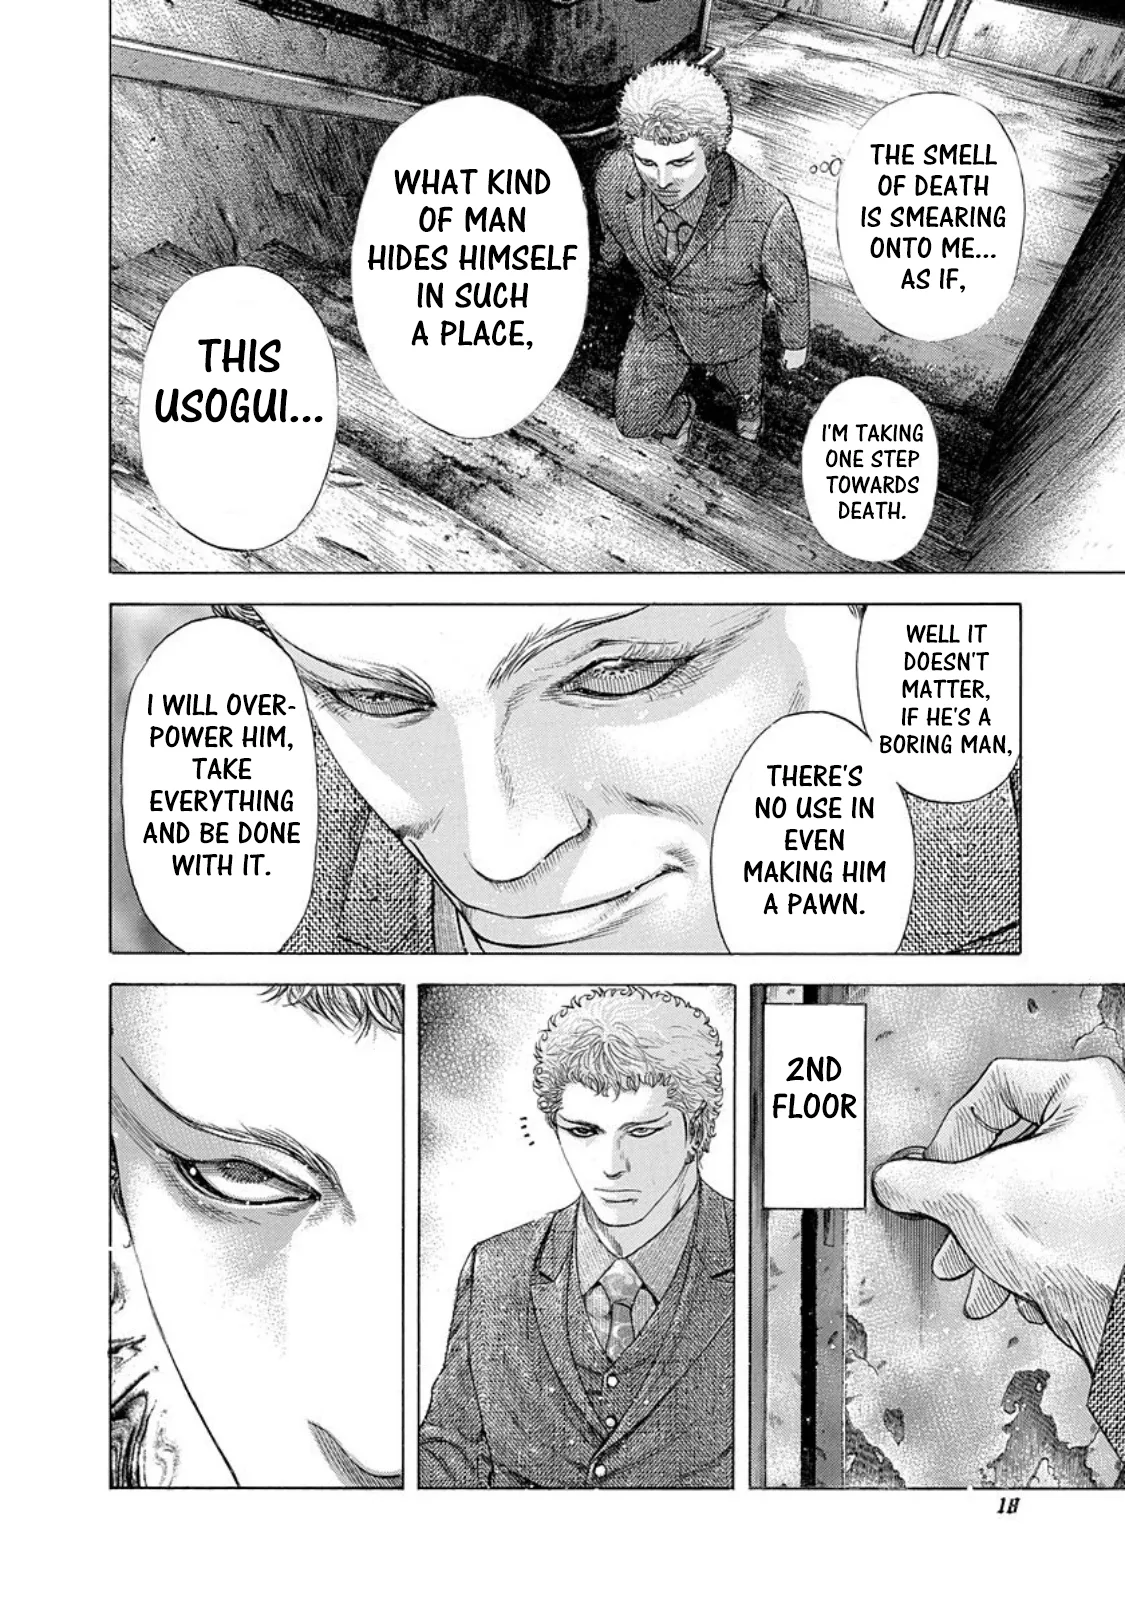 THE SMELL
OF DEATH
IS SMEARING
ONTO ME...
AS IF,
I'M TAKING
ONE STEP
TOWARDS
DEATH.
WHAT KIND
OF MAN
HIDES HIMSELF
IN SUCH
A PLACE,
THIS
USOGUI...
WELL IT
DOESN'T
MATTER,
IF HE'S A
BORING MAN,
THERE'S
NO USE IN
EVEN
MAKING HIM
A PAWN.
I WILL OVER-
POWER HIM,
TAKE
EVERYTHING
AND BE DONE
WITH IT.
2ND
FLOOR